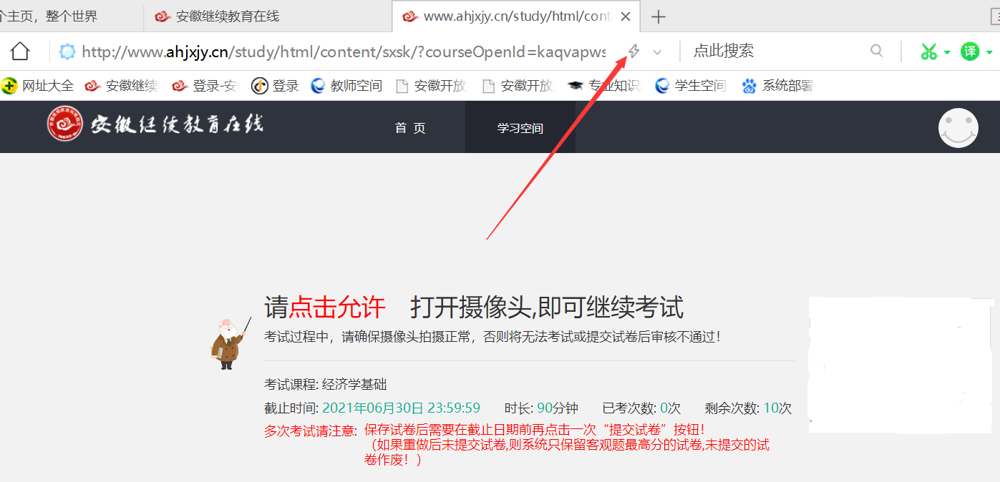 个主页，整个世界
安徽继续教育在线
www.ahjxjy.cn/study/html/cont
http://www.ahjxjy.cn/study/html/content/sxsk/?courseOpenId=kaqvapws
点此搜索
译
网址大全
安徽继续
登录-安
登录
教师空间
安徽开放
安徽开放
专业知识
学生空间
系统部署
安徽继续教育在线
首 页
学习空间
请点击允许 打开摄像头,即可继续考试
考试过程中，请确保摄像头拍摄正常，否则将无法考试或提交试卷后审核不通过！
考试课程: 经济学基础
截止时间: 2021年06月30日 23:59:59 时长: 90分钟 已考次数: 0次 剩余次数: 10次
多次考试请注意: 保存试卷后需要在截止日期前再点击一次“提交试卷”按钮！
（如果重做后未提交试卷,则系统只保留客观题最高分的试卷,未提交的试
卷作废！）